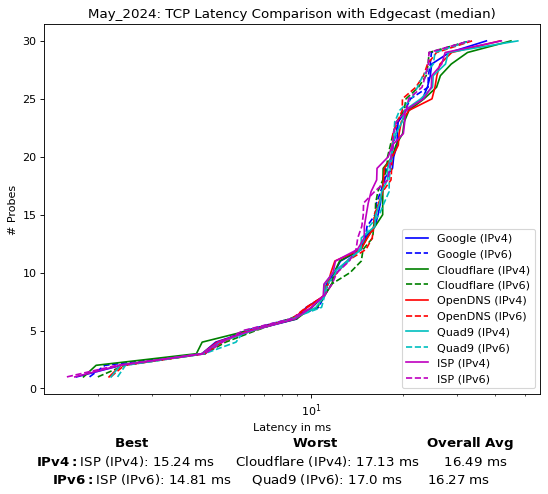 May_2024: TCP Latency Comparison with Edgecast (median)
30
25
20
15
10
5
0
# Probes
10^1
Latency in ms
Google (IPv4)
Google (IPv6)
Cloudflare (IPv4)
Cloudflare (IPv6)
OpenDNS (IPv4)
OpenDNS (IPv6)
Quad9 (IPv4)
Quad9 (IPv6)
ISP (IPv4)
ISP (IPv6)
Best Worst Overall Avg
IPv4: ISP (IPv4): 15.24 ms Cloudflare (IPv4): 17.13 ms 16.49 ms
IPv6: ISP (IPv6): 14.81 ms Quad9 (IPv6): 17.0 ms 16.27 ms